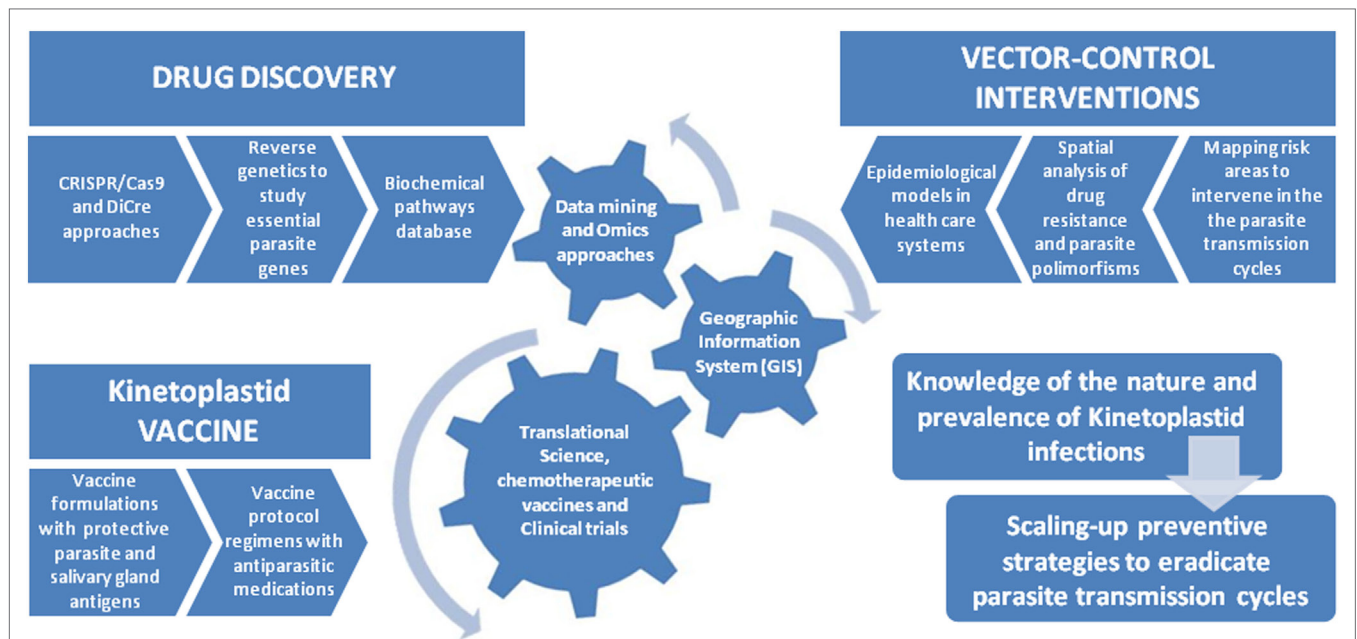 DRUG DISCOVERY
CRISPR/Cas9
and DiCre
approaches
Reverse
genetics to
study
essential
parasite
genes
Biochemical
pathways
database
Data mining
and Omics
approaches
VECTOR-CONTROL
INTERVENTIONS
Epidemiological
models in
health care
systems
Spatial
analysis of
drug
resistance
and parasite
polimorfisms
Mapping risk
areas to
intervene in the
the parasite
transmission
cycles
Geographic
Information
System (GIS)
Kinetoplastid
VACCINE
Vaccine
formulations
with protective
parasite and
salivary gland
antigens
Vaccine
protocol
regimens with
antiparasitic
medications
Translational
Science,
chemotherapeutic
vaccines and
Clinical trials
Knowledge of the nature and
prevalence of Kinetoplastid
infections
Scaling-up preventive
strategies to eradicate
parasite transmission cycles